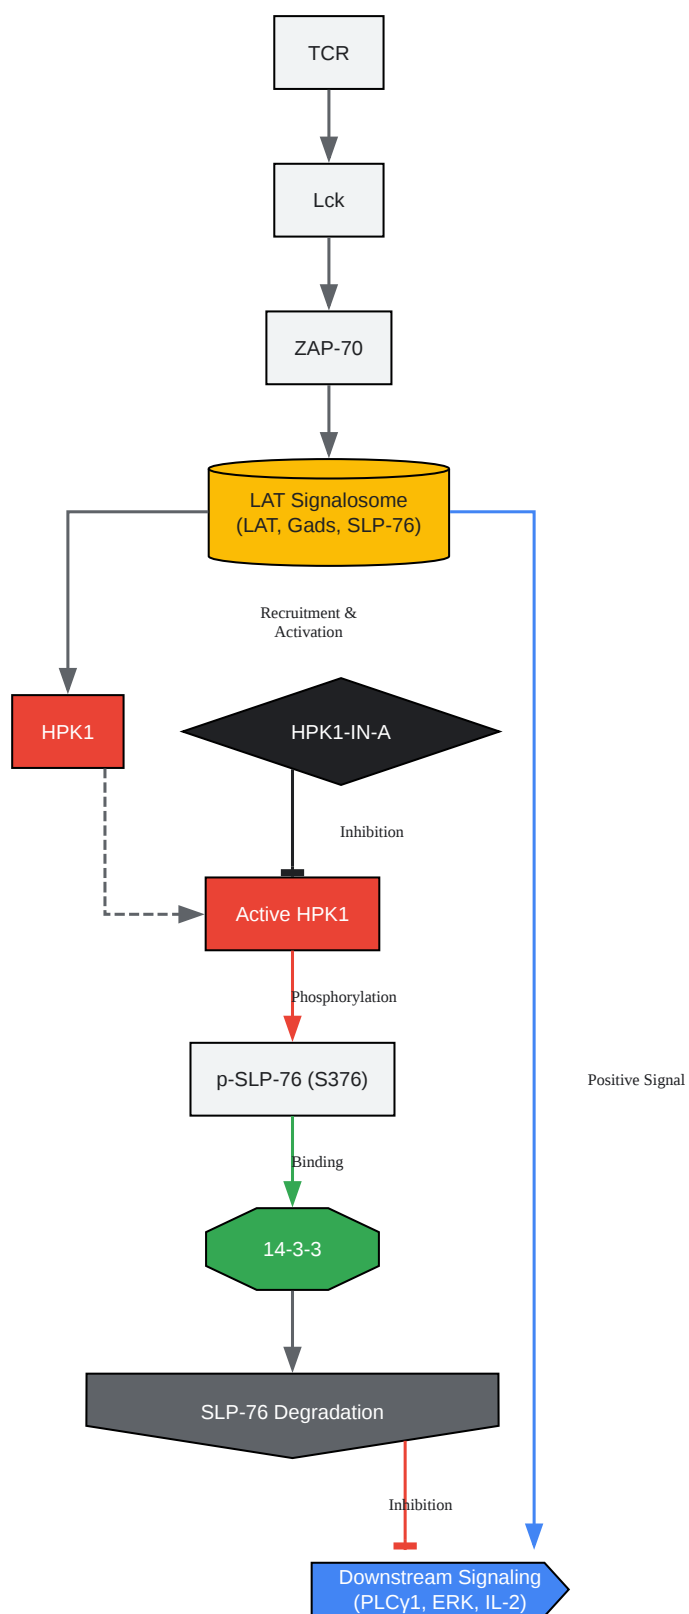 TCR
Lck
ZAP-70
LAT Signalosome
(LAT, Gads, SLP-76)
Recruitment &
Activation
HPK1
HPK1-IN-A
Inhibition
Active HPK1
Phosphorylation
p-SLP-76 (S376)
Positive Signal
Binding
14-3-3
SLP-76 Degradation
Inhibition
Downstream Signaling
(PLCγ1, ERK, IL-2)